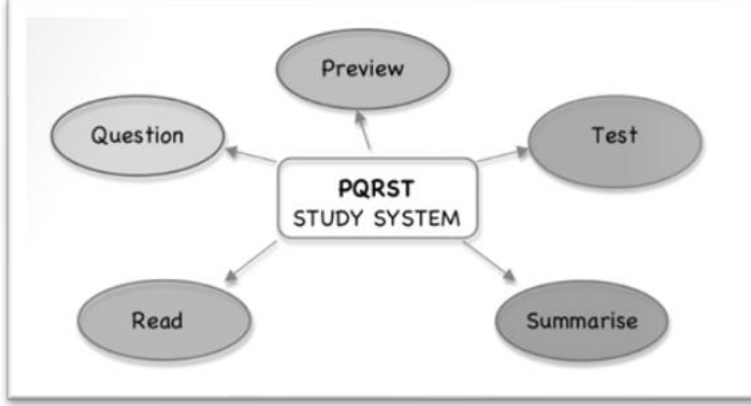 Preview
Question
Test
PQRST
STUDY SYSTEM
Read
Summarise